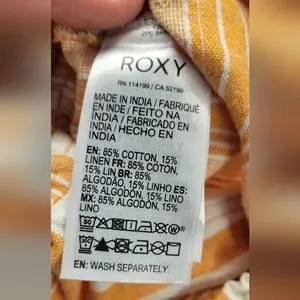 ROXY
RN 114199 / CA 52199
MADE IN INDIA / FABRIQUÉ
EN INDE / FEITO NA
INDIA / FABRICADO EN
INDIA / HECHO EN
INDIA
EN: 85% COTTON, 15%
LINEN FR: 85% COTON,
15% LIN BR: 85%
ALGODÃO, 15% LINHO ES:
85% ALGODÓN, 15% LINO
MX: 85% ALGODÓN, 15%
LINO
EN: WASH SEPARATELY.